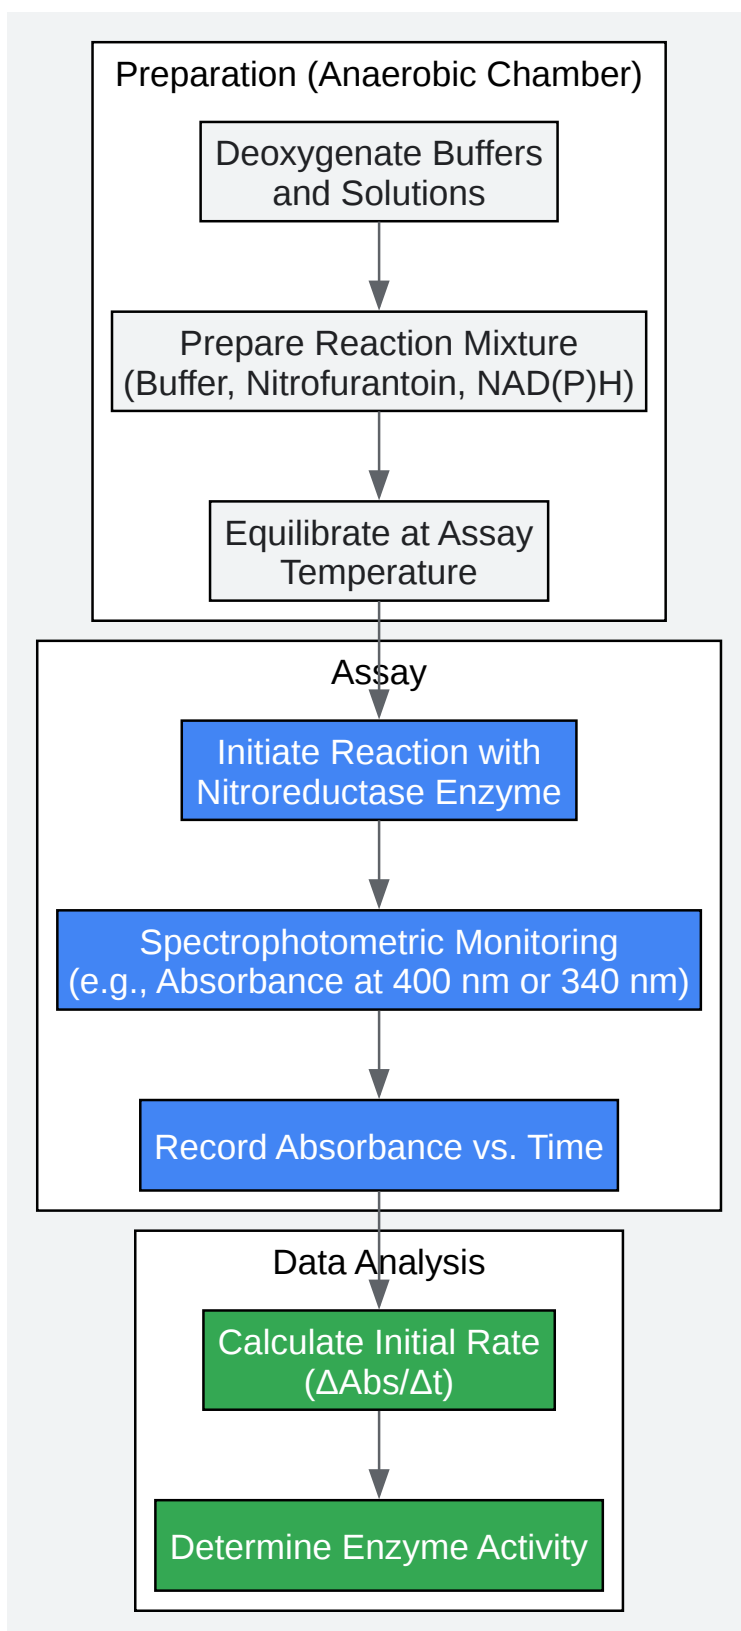 Preparation (Anaerobic Chamber)
Deoxygenate Buffers
and Solutions
Prepare Reaction Mixture
(Buffer, Nitrofurantoin, NAD(P)H)
Equilibrate at Assay
Temperature
Assay
Initiate Reaction with
Nitroreductase Enzyme
Spectrophotometric Monitoring
(e.g., Absorbance at 400 nm or 340 nm)
Record Absorbance vs. Time
Data Analysis
Calculate Initial Rate
(ΔAbs/Δt)
Determine Enzyme Activity